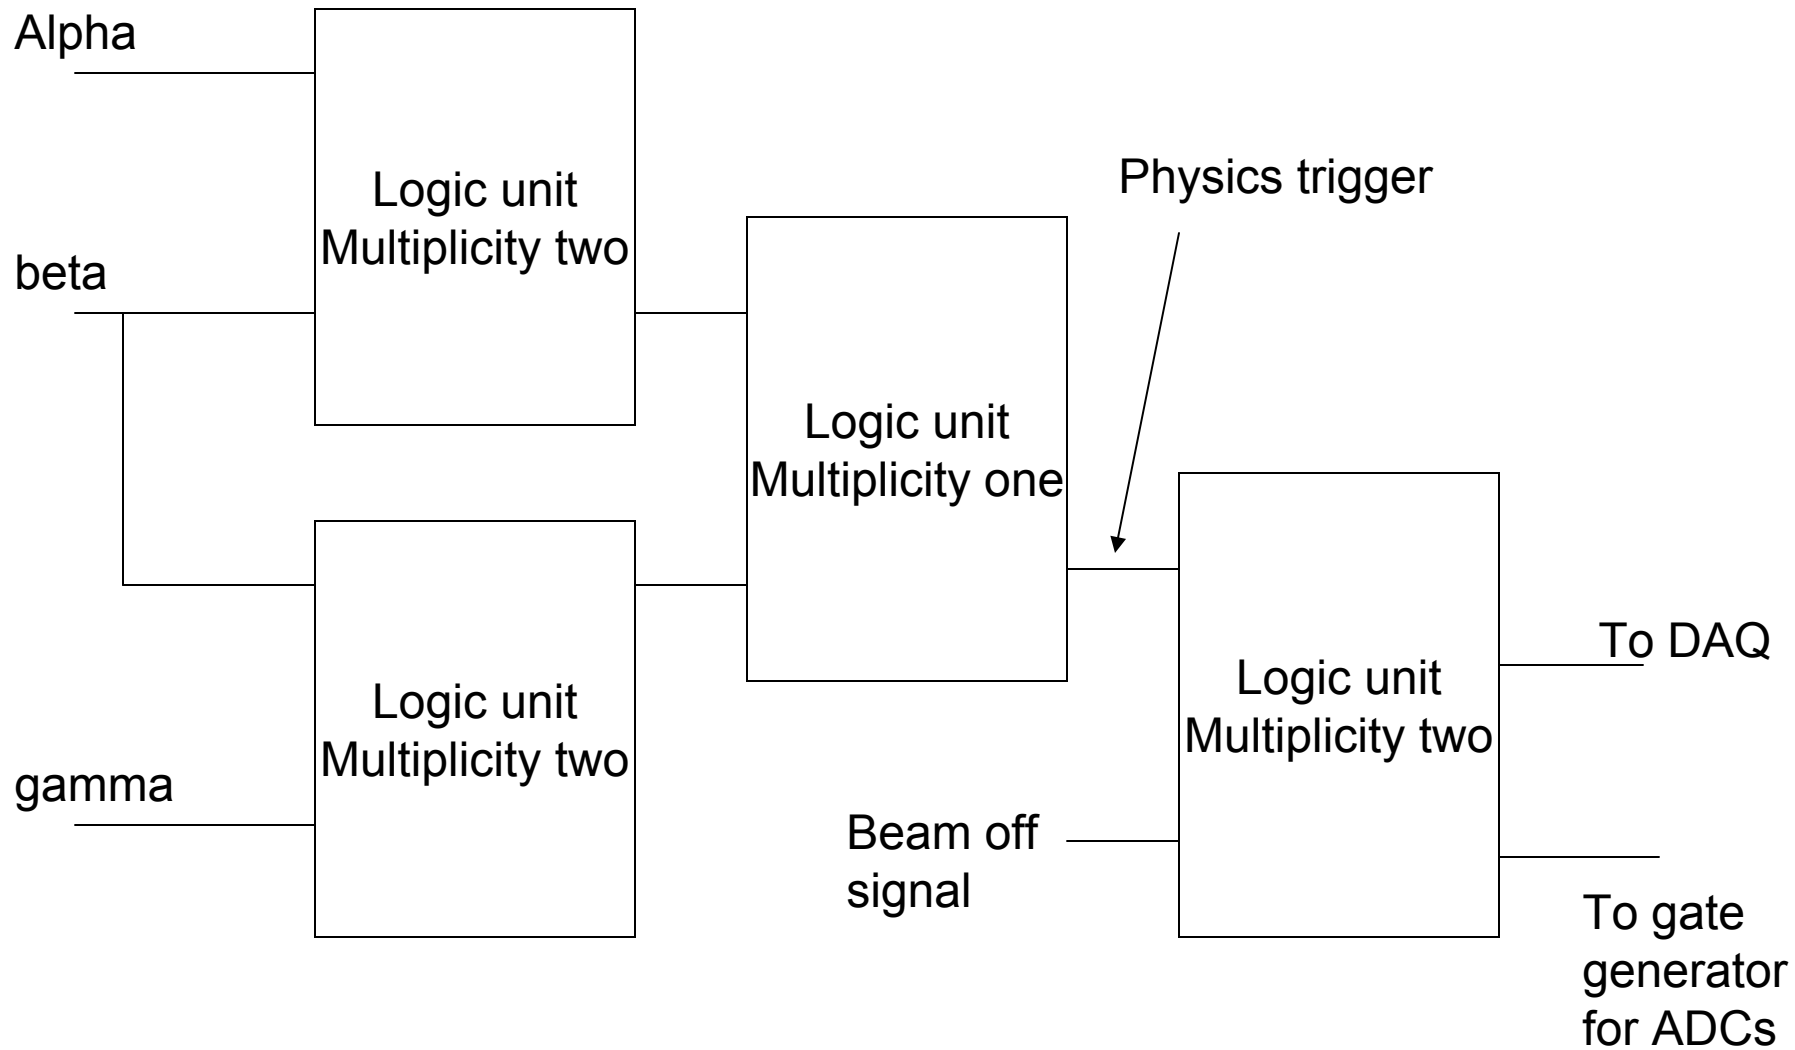 Alpha
Logic unit
Multiplicity two
Physics trigger
beta
Logic unit
Multiplicity one
To DAQ
Logic unit
Multiplicity two
Logic unit
Multiplicity two
gamma
Beam off
signal
To gate
generator
for ADCs